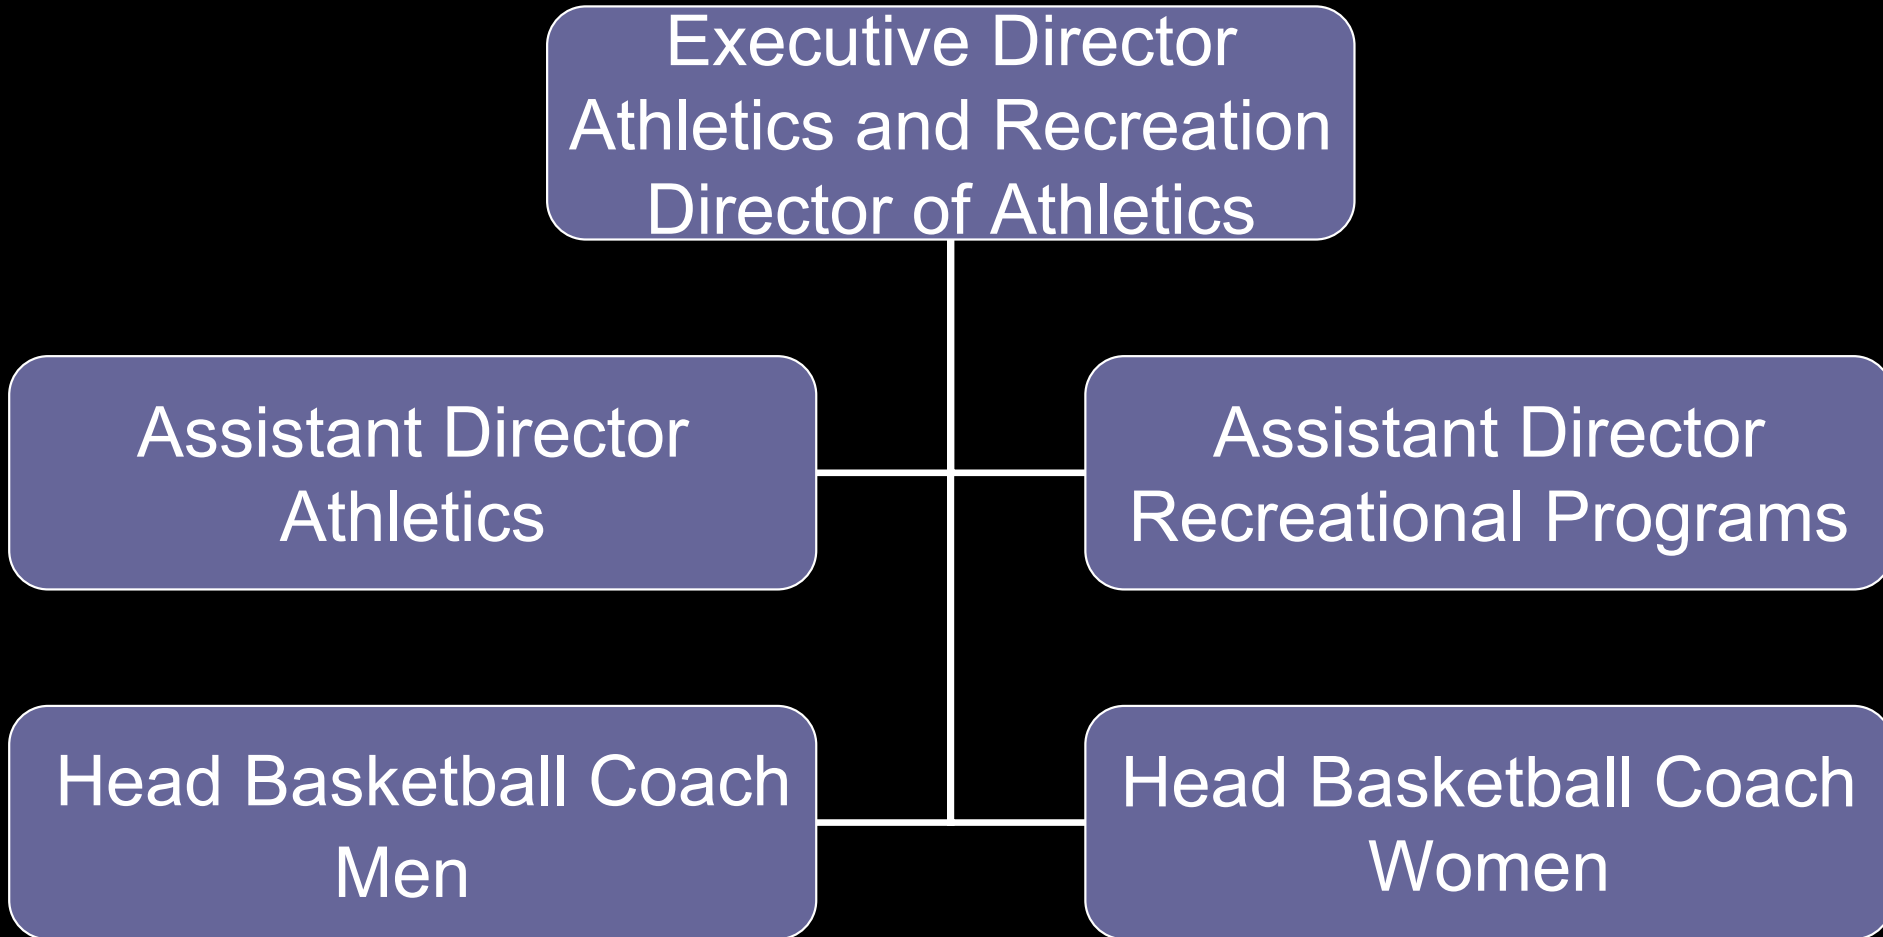 Executive Director
Athletics and Recreation
Director of Athletics
Assistant Director
Athletics
Assistant Director
Recreational Programs
Head Basketball Coach
Men
Head Basketball Coach
Women